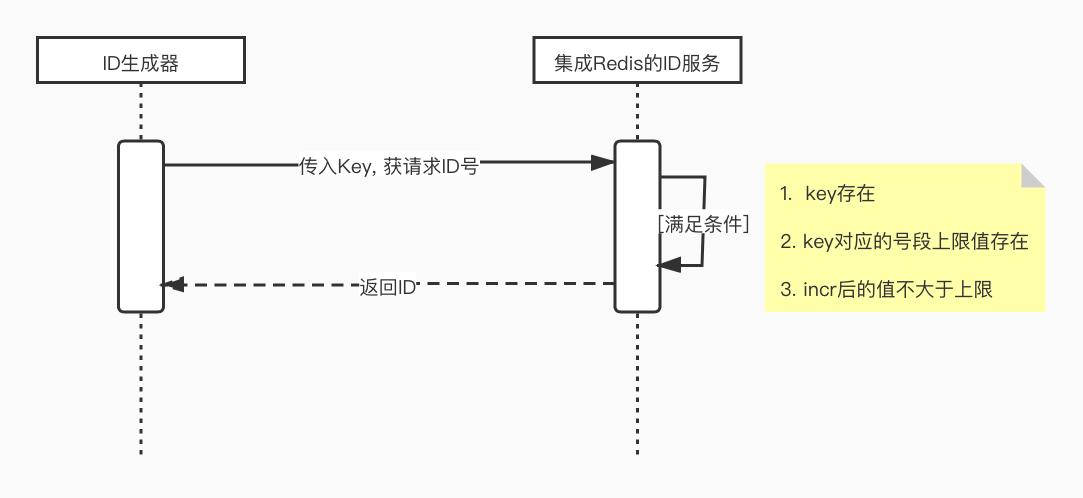 ID生成器
集成Redis的ID服务
传入Key, 获请求ID号
[满足条件]
返回ID
1. key存在
2. key对应的号段上限值存在
3. incr后的值不大于上限